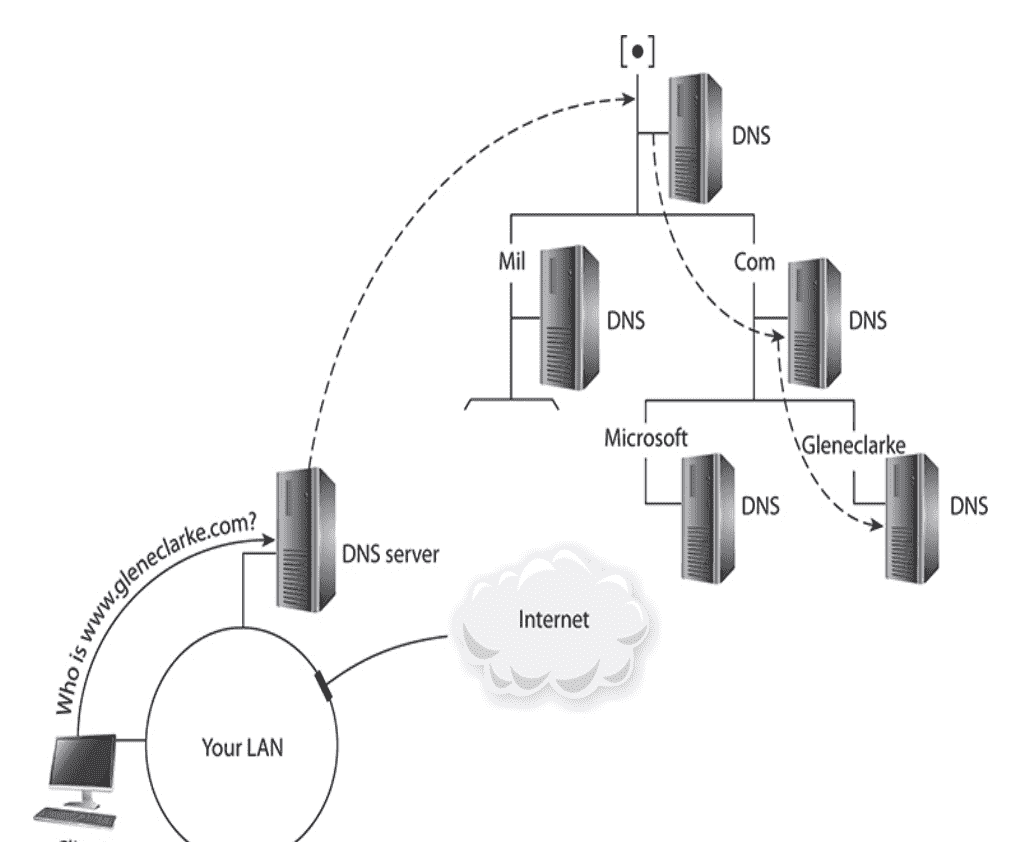 [●]
DNS
Mil
Com
DNS
DNS
Microsoft
Gleneclarke
DNS
DNS
Who is www.gleneclarke.com?
DNS server
Internet
Your LAN